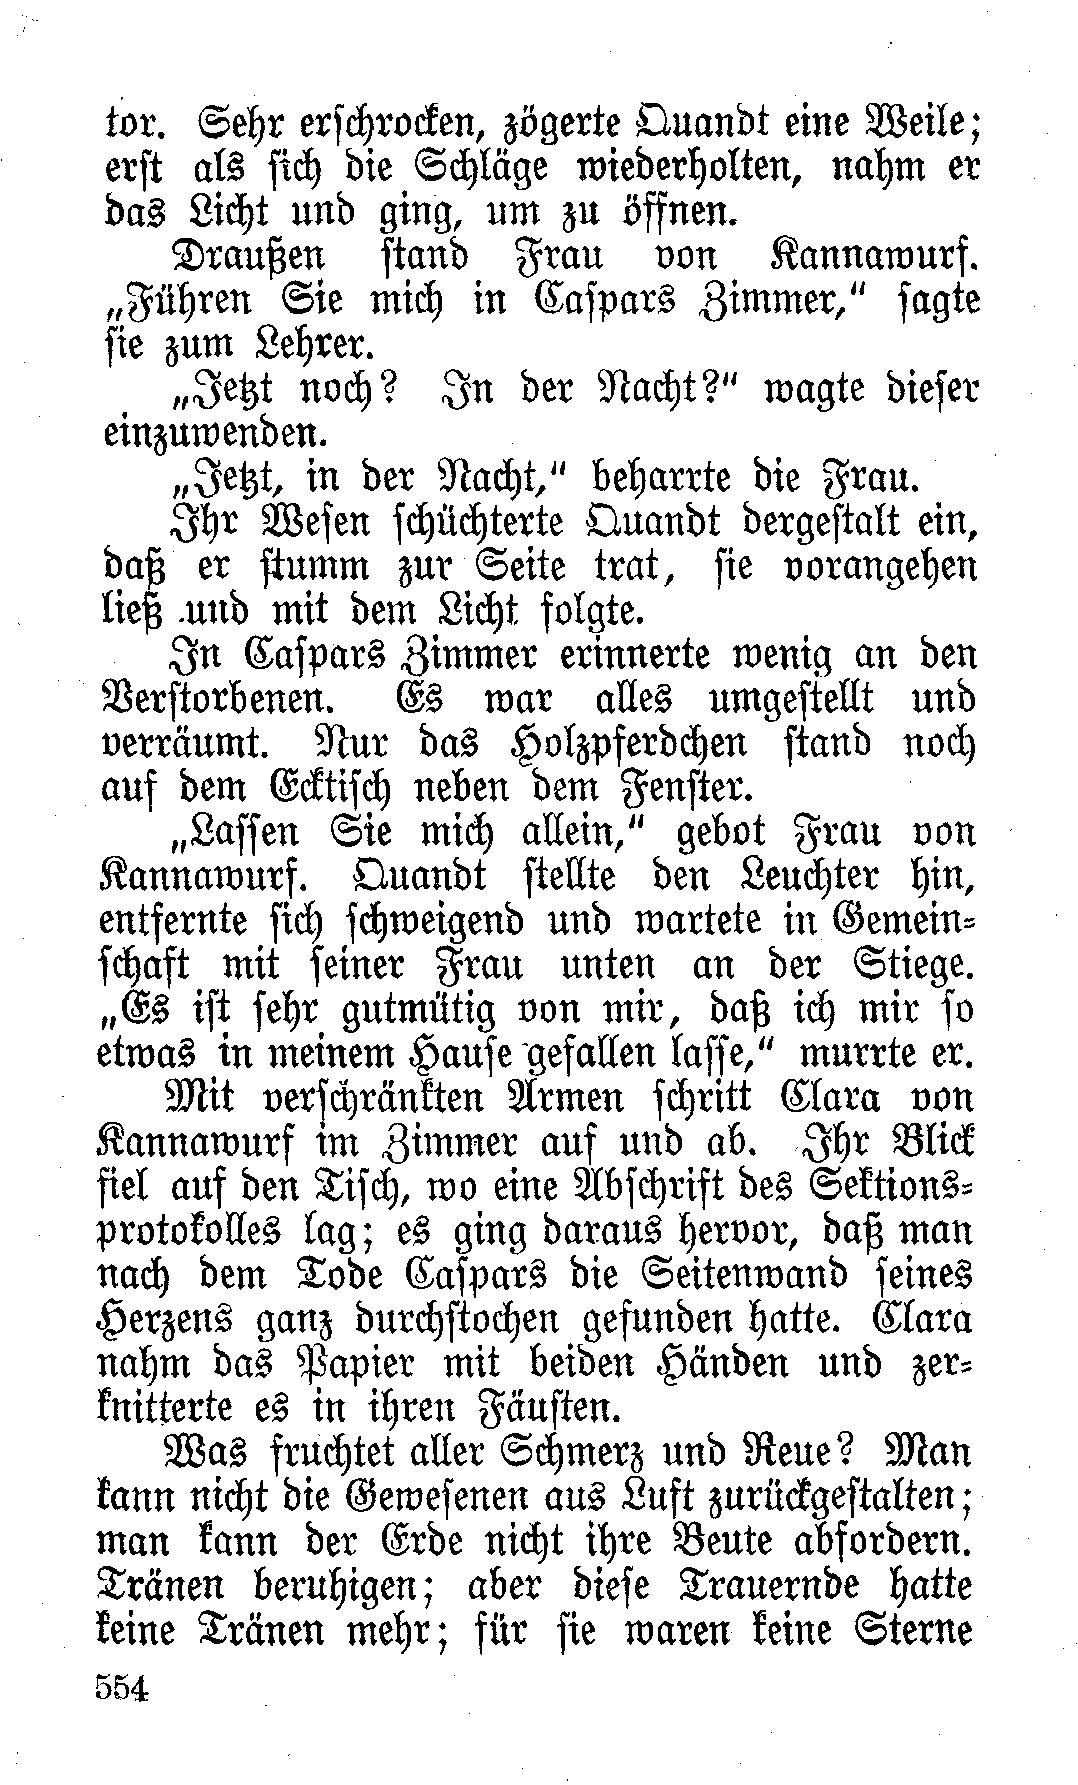 tor. Sehr erschrocken, zögerte Quandt eine Weile;
erst als sich die Schläge wiederholten, nahm er
das Licht und ging, um zu öffnen.
Draußen stand Frau von Kannawurf.
„Führen Sie mich in Caspars Zimmer,“ sagte
sie zum Lehrer.
„Jetzt noch? In der Nacht?“ wagte dieser
einzuwenden.
„Jetzt, in der Nacht,“ beharrte die Frau.
Ihr Wesen schüchterte Quandt dergestalt ein,
daß er stumm zur Seite trat, sie vorangehen
ließ und mit dem Licht folgte.
In Caspars Zimmer erinnerte wenig an den
Verstorbenen. Es war alles umgestellt und
verräumt. Nur das Holzpferdchen stand noch
auf dem Ecktisch neben dem Fenster.
„Lassen Sie mich allein,“ gebot Frau von
Kannawurf. Quandt stellte den Leuchter hin,
entfernte sich schweigend und wartete in Gemein-
schaft mit seiner Frau unten an der Stiege.
„Es ist sehr gutmütig von mir, daß ich mir so
etwas in meinem Hause gefallen lasse,“ murrte er.
Mit verschränkten Armen schritt Clara von
Kannawurf im Zimmer auf und ab. Ihr Blick
fiel auf den Tisch, wo eine Abschrift des Sektions-
protokolles lag; es ging daraus hervor, daß man
nach dem Tode Caspars die Seitenwand seines
Herzens ganz durchstochen gefunden hatte. Clara
nahm das Papier mit beiden Händen und zer-
knitterte es in ihren Fäusten.
Was fruchtet aller Schmerz und Reue? Man
kann nicht die Gewesenen aus Luft zurückgestalten;
man kann der Erde nicht ihre Beute abfordern.
Tränen beruhigen; aber diese Trauernde hatte
keine Tränen mehr; für sie waren keine Sterne
554